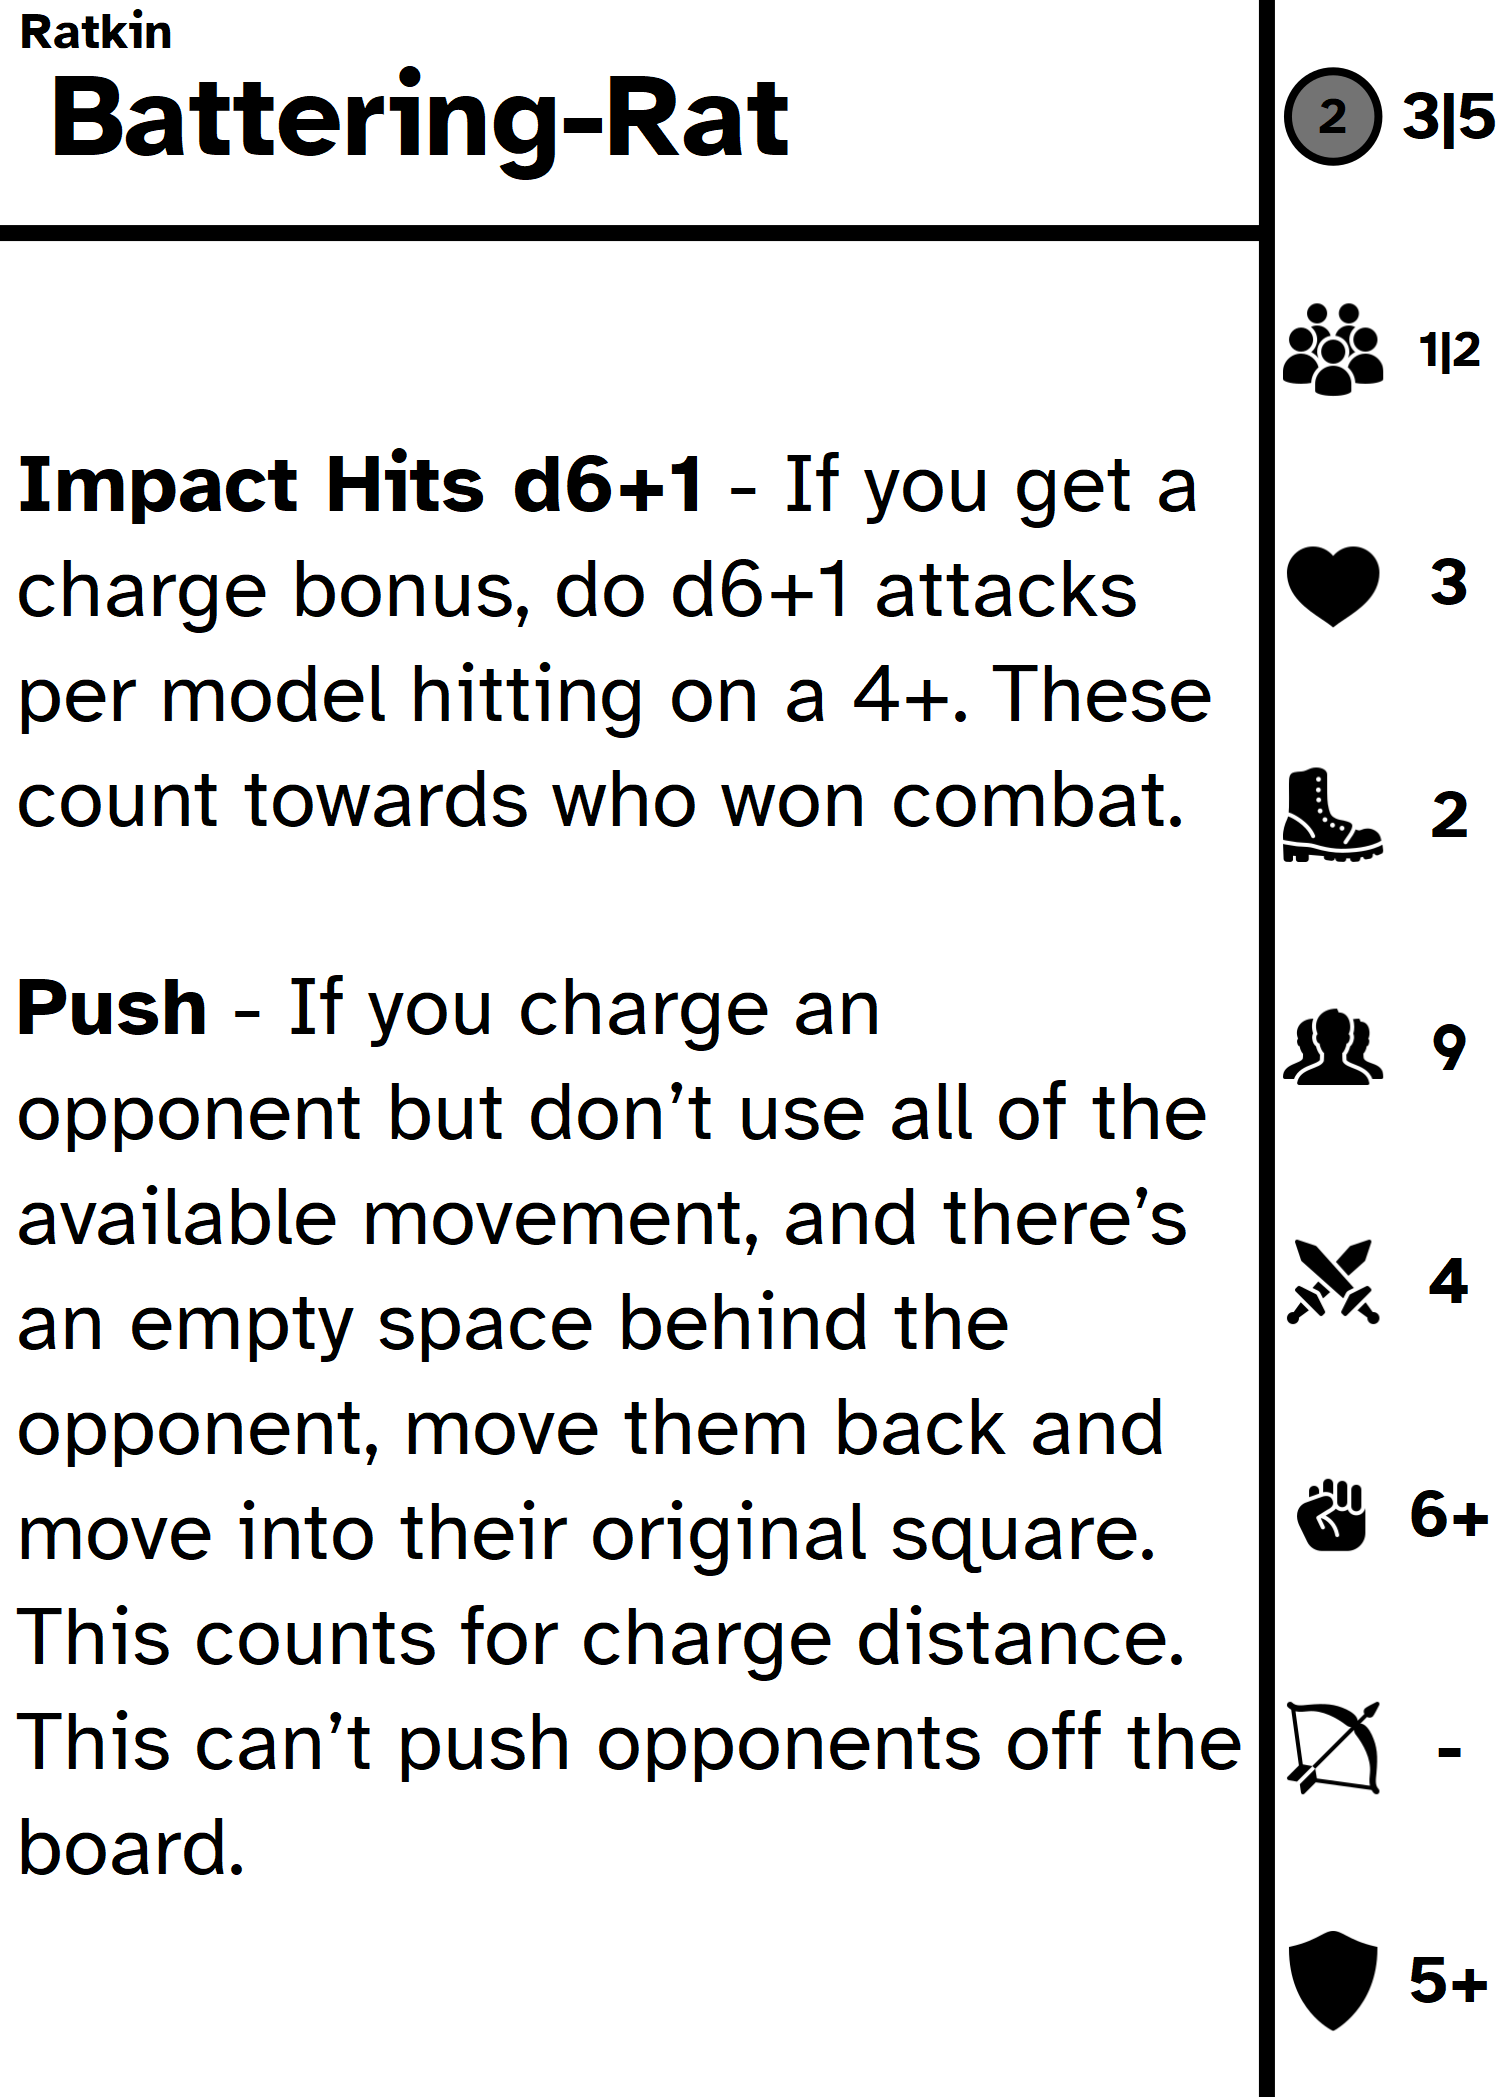 Ratkin
Battering-Rat
2 3|5
1|2
3
2
9
4
6+
-
5+
Impact Hits d6+1 - If you get a
charge bonus, do d6+1 attacks
per model hitting on a 4+. These
count towards who won combat.
Push - If you charge an
opponent but don’t use all of the
available movement, and there’s
an empty space behind the
opponent, move them back and
move into their original square.
This counts for charge distance.
This can’t push opponents off the
board.